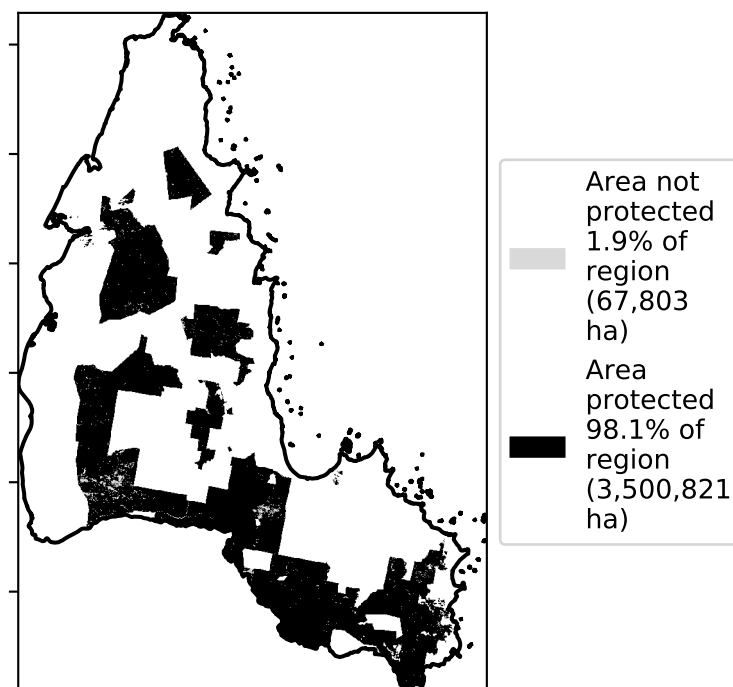 Area not
protected
1.9% of
region
(67,803
ha)
Area
protected
98.1% of
region
(3,500,821
ha)